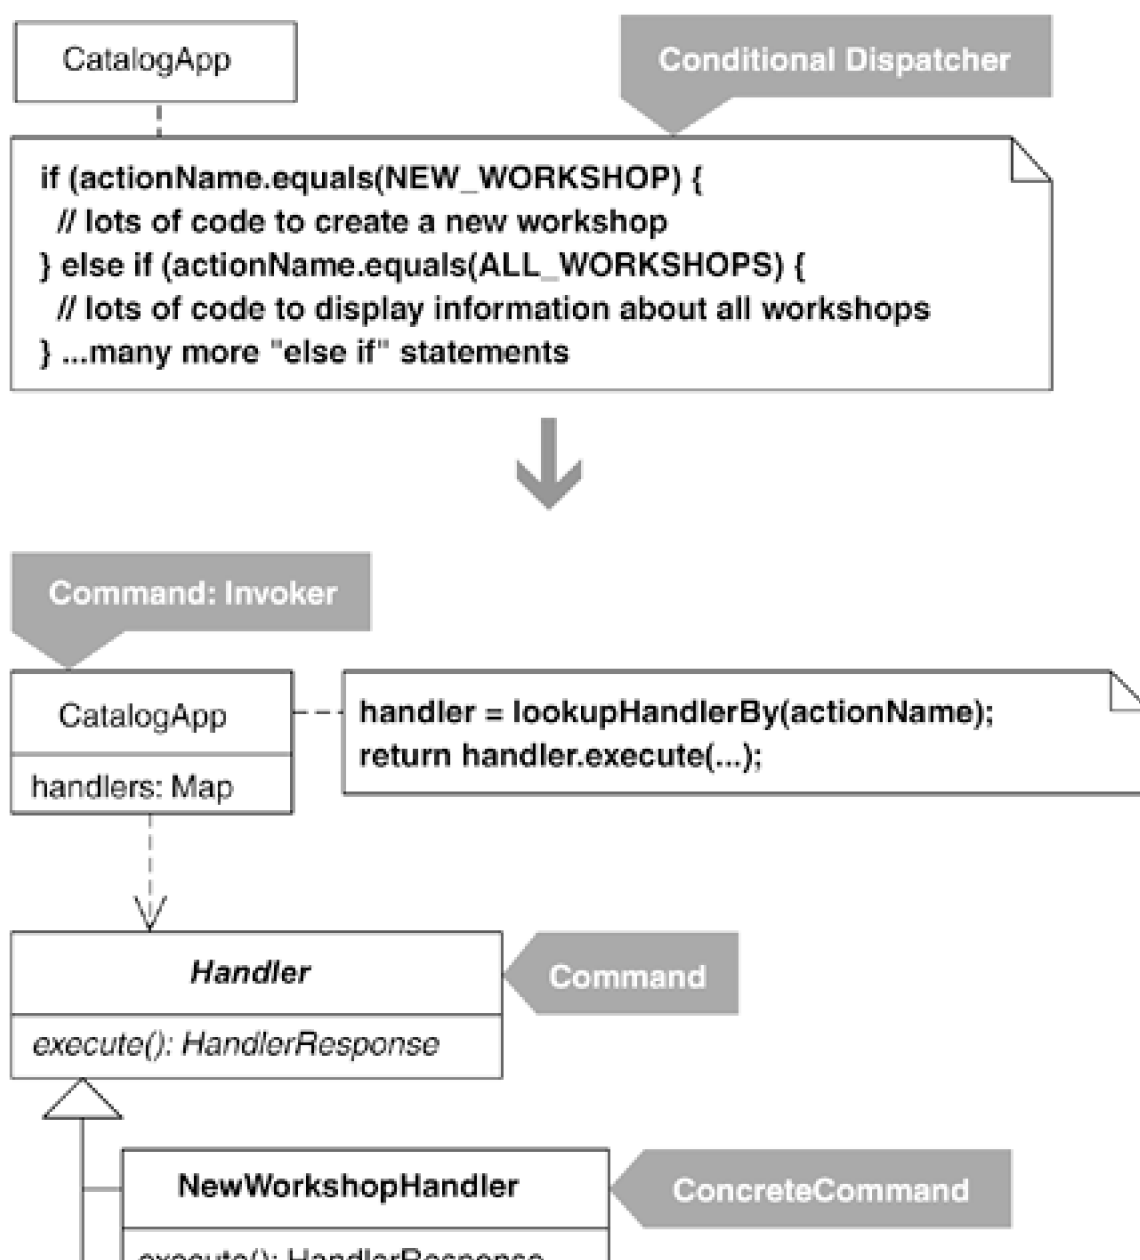 CatalogApp
Conditional Dispatcher
if (actionName.equals(NEW_WORKSHOP) {
// lots of code to create a new workshop
} else if (actionName.equals(ALL_WORKSHOPS) {
// lots of code to display information about all workshops
} ...many more "else if" statements
Command: Invoker
CatalogApp
handlers: Map
handler = lookupHandlerBy(actionName);
return handler.execute(...);
Handler
Command
execute(): HandlerResponse
NewWorkshopHandler
ConcreteCommand
execute(): HandlerResponse